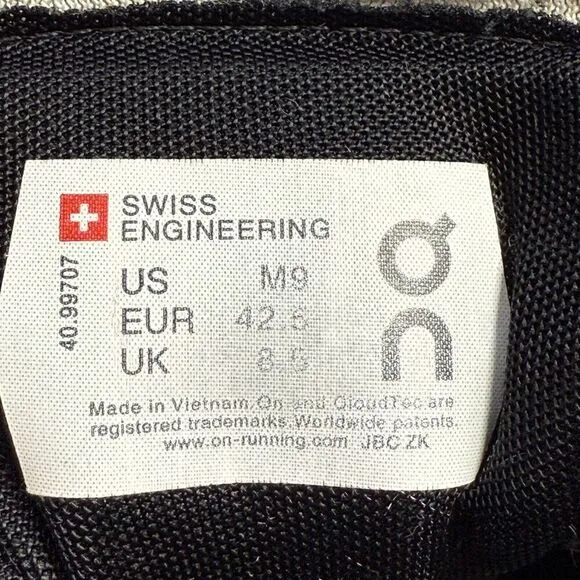 SWISS
ENGINEERING
40.99707
US M9
EUR 42.5
UK 8.5
on
Made in Vietnam. On and CloudTec are
registered trademarks. Worldwide patents.
www.on-running.com JBC ZK